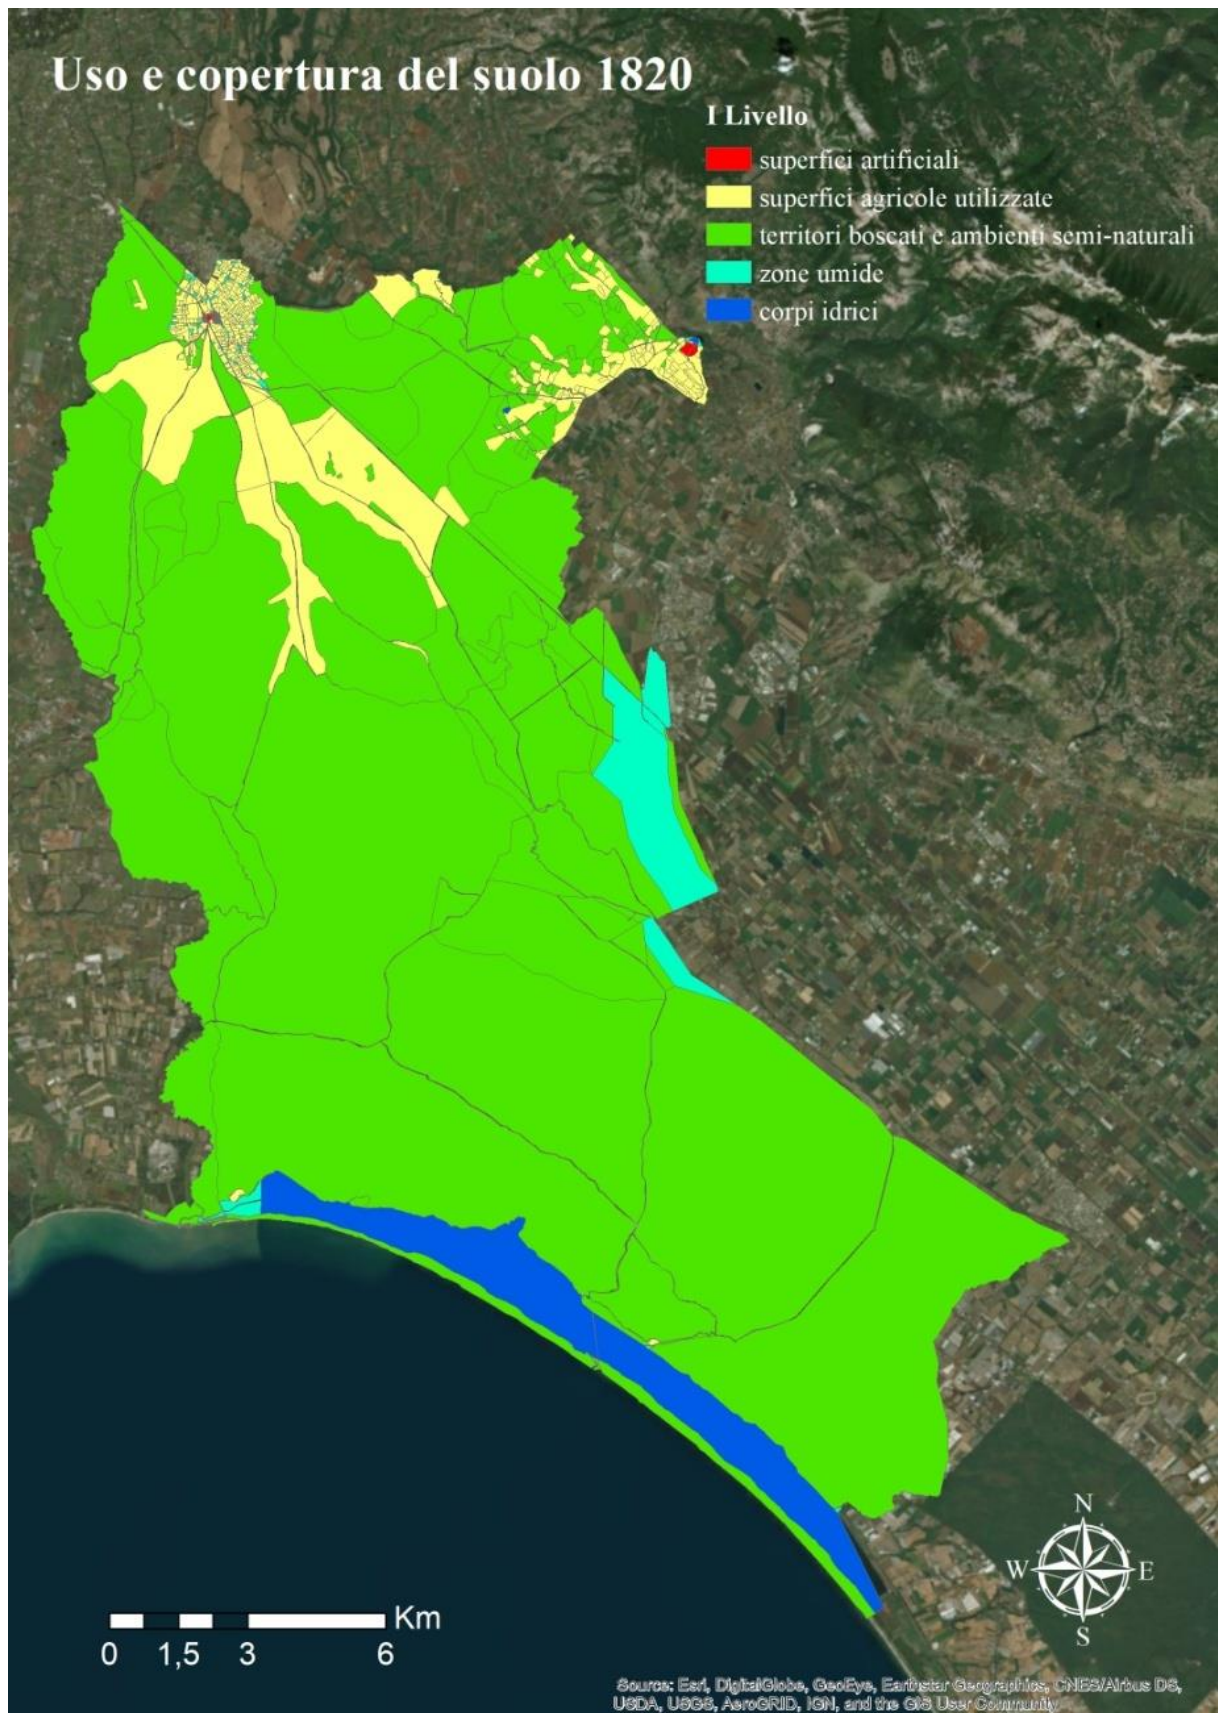 Uso e copertura del suolo 1820
I Livello
superfici artificiali
superfici agricole utilizzate
territori boscati e ambienti semi-naturali
zone umide
corpi idrici
N
W E
S
Km
0 1,5 3 6
Source: Esri, DigitalGlobe, GeoEye, Earthstar Geographics, CNES/Airbus DS,
USDA, USGS, AeroGRID, IGN, and the GIS User Community